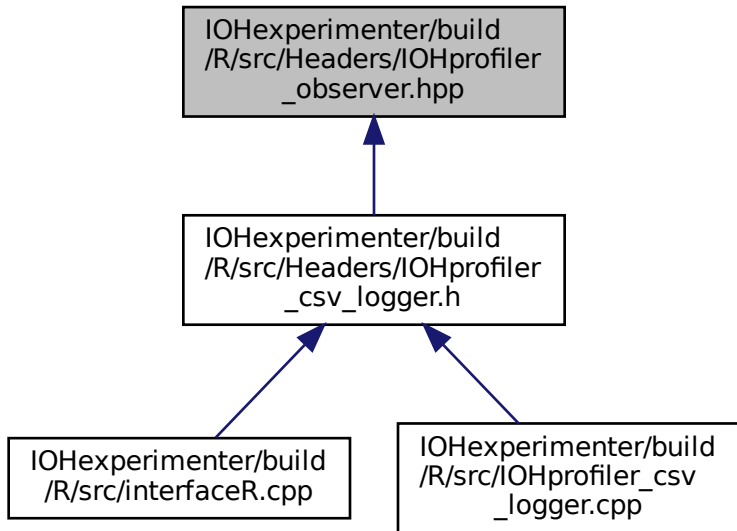 IOHexperimenter/build
/R/src/Headers/IOHprofiler
_observer.hpp
IOHexperimenter/build
/R/src/Headers/IOHprofiler
_csv_logger.h
IOHexperimenter/build
/R/src/interfaceR.cpp
IOHexperimenter/build
/R/src/IOHprofiler_csv
_logger.cpp